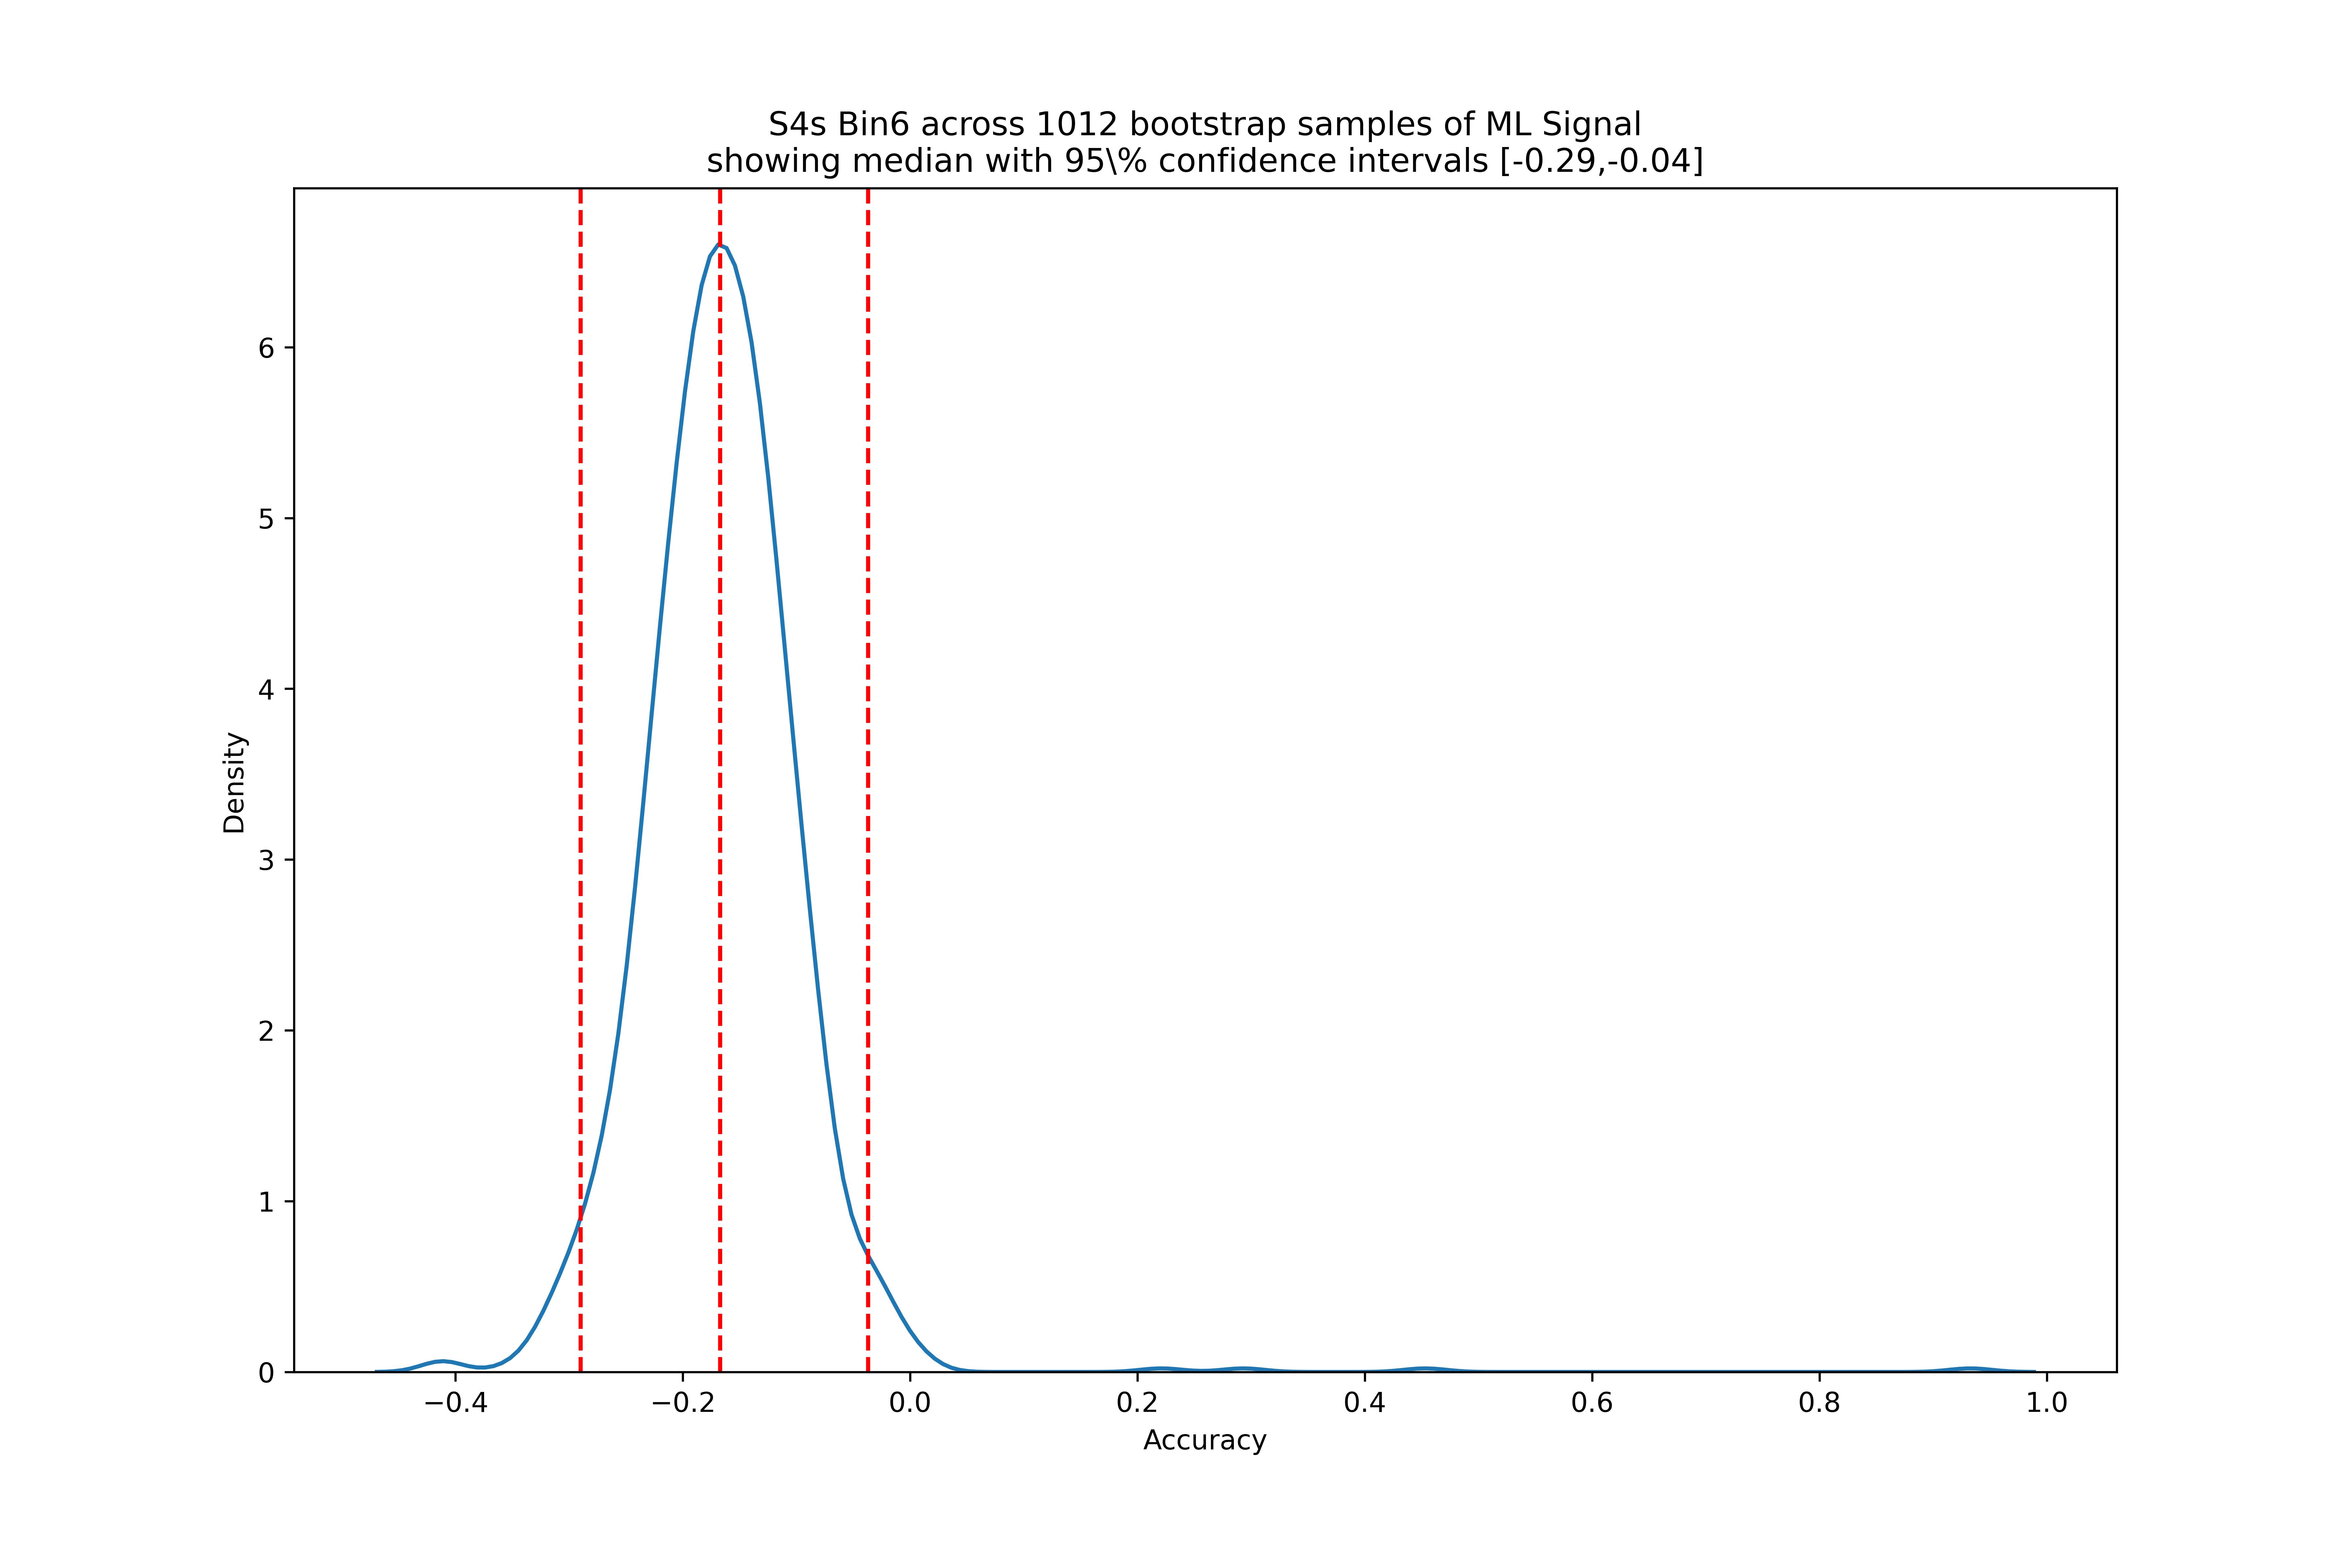 S4s Bin6 across 1012 bootstrap samples of ML Signal
showing median with 95\% confidence intervals [-0.29,-0.04]
6
5
4
3
2
1
0
Density
−0.4 −0.2 0.0 0.2 0.4 0.6 0.8 1.0
Accuracy